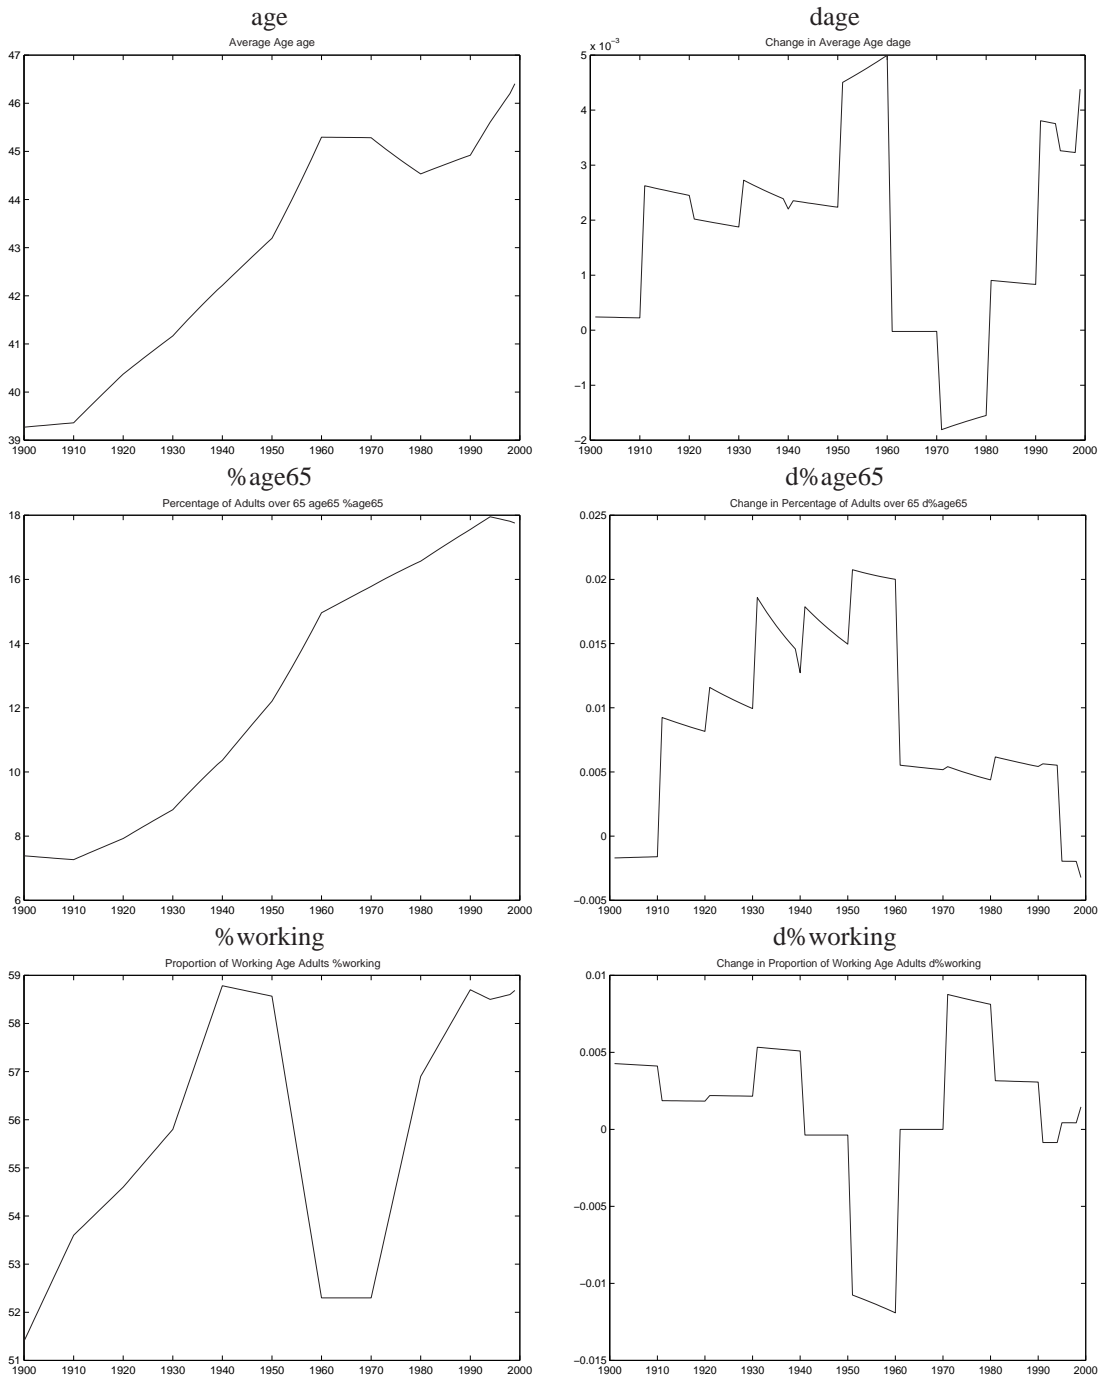 age
Average Age age
47
46
45
44
43
42
41
40
39
1900 1910 1920 1930 1940 1950 1960 1970 1980 1990 2000
dage
x 10⁻³ Change in Average Age dage
5
4
3
2
1
0
−1
−2
1900 1910 1920 1930 1940 1950 1960 1970 1980 1990 2000
%age65
Percentage of Adults over 65 age65 %age65
18
16
14
12
10
8
6
1900 1910 1920 1930 1940 1950 1960 1970 1980 1990 2000
d%age65
Change in Percentage of Adults over 65 d%age65
0.025
0.02
0.015
0.01
0.005
0
−0.005
1900 1910 1920 1930 1940 1950 1960 1970 1980 1990 2000
%working
Proportion of Working Age Adults %working
59
58
57
56
55
54
53
52
51
1900 1910 1920 1930 1940 1950 1960 1970 1980 1990 2000
d%working
Change in Proportion of Working Age Adults d%working
0.01
0.005
0
−0.005
−0.01
−0.015
1900 1910 1920 1930 1940 1950 1960 1970 1980 1990 2000